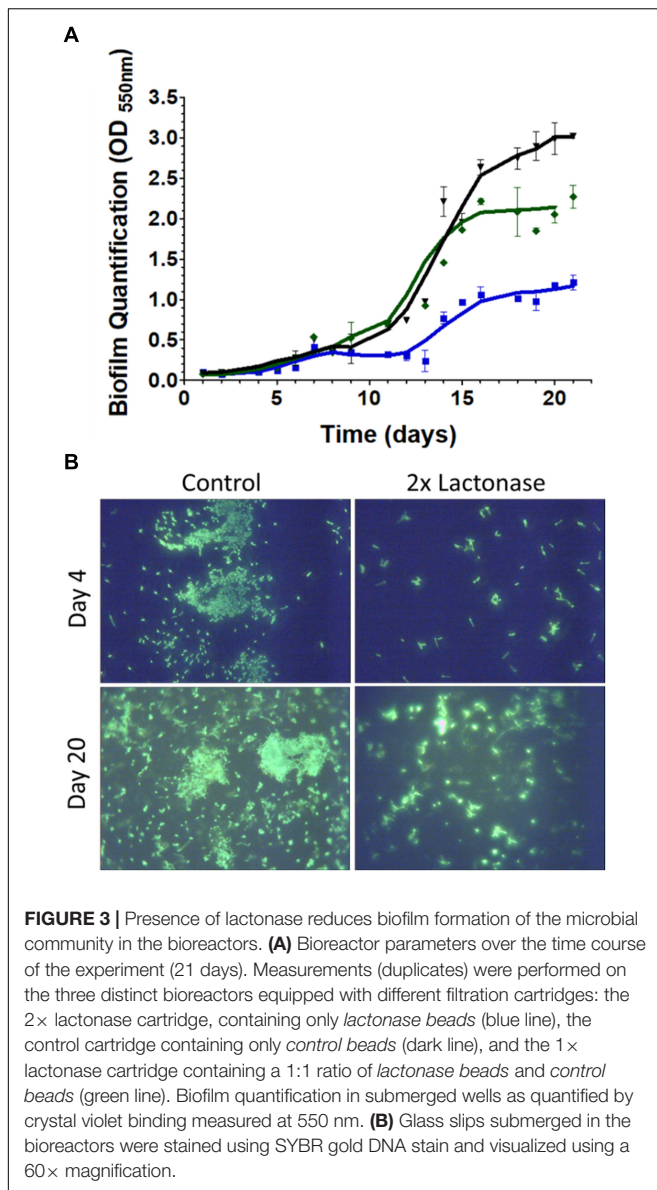 A
Biofilm Quantification (OD 550nm)
3.5
3.0
2.5
2.0
1.5
1.0
0.5
0.0
0
5
10
15
20
Time (days)
B
Control
2x Lactonase
Day 4
Day 20
FIGURE 3 | Presence of lactonase reduces biofilm formation of the microbial
community in the bioreactors. (A) Bioreactor parameters over the time course
of the experiment (21 days). Measurements (duplicates) were performed on
the three distinct bioreactors equipped with different filtration cartridges: the
2× lactonase cartridge, containing only lactonase beads (blue line), the
control cartridge containing only control beads (dark line), and the 1×
lactonase cartridge containing a 1:1 ratio of lactonase beads and control
beads (green line). Biofilm quantification in submerged wells as quantified by
crystal violet binding measured at 550 nm. (B) Glass slips submerged in the
bioreactors were stained using SYBR gold DNA stain and visualized using a
60× magnification.